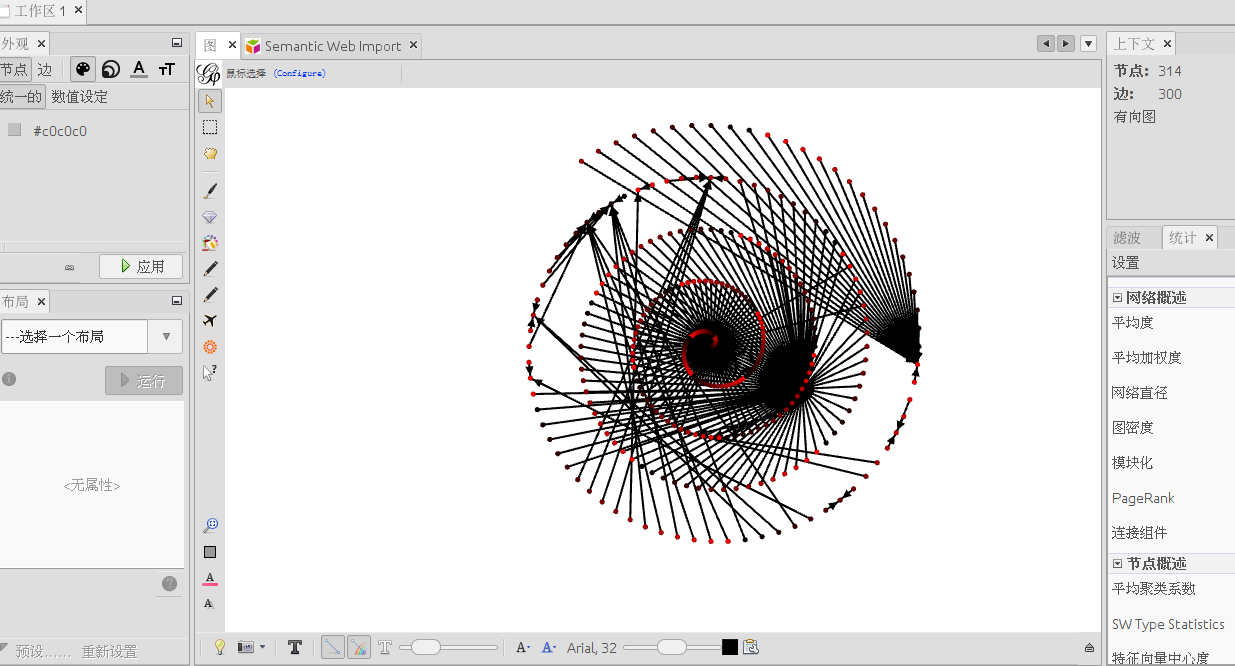 工作区 1
外观
节点 边
统一的 数值设定
#c0c0c0
应用
布局
---选择一个布局
运行
<无属性>
预设...... 重新设置
图 Semantic Web Import
鼠标选择 (Configure)
Arial, 32
上下文
节点: 314
边: 300
有向图
滤波 统计
设置
网络概述
平均度
平均加权度
网络直径
图密度
模块化
PageRank
连接组件
节点概述
平均聚类系数
SW Type Statistics
特征向量中心度